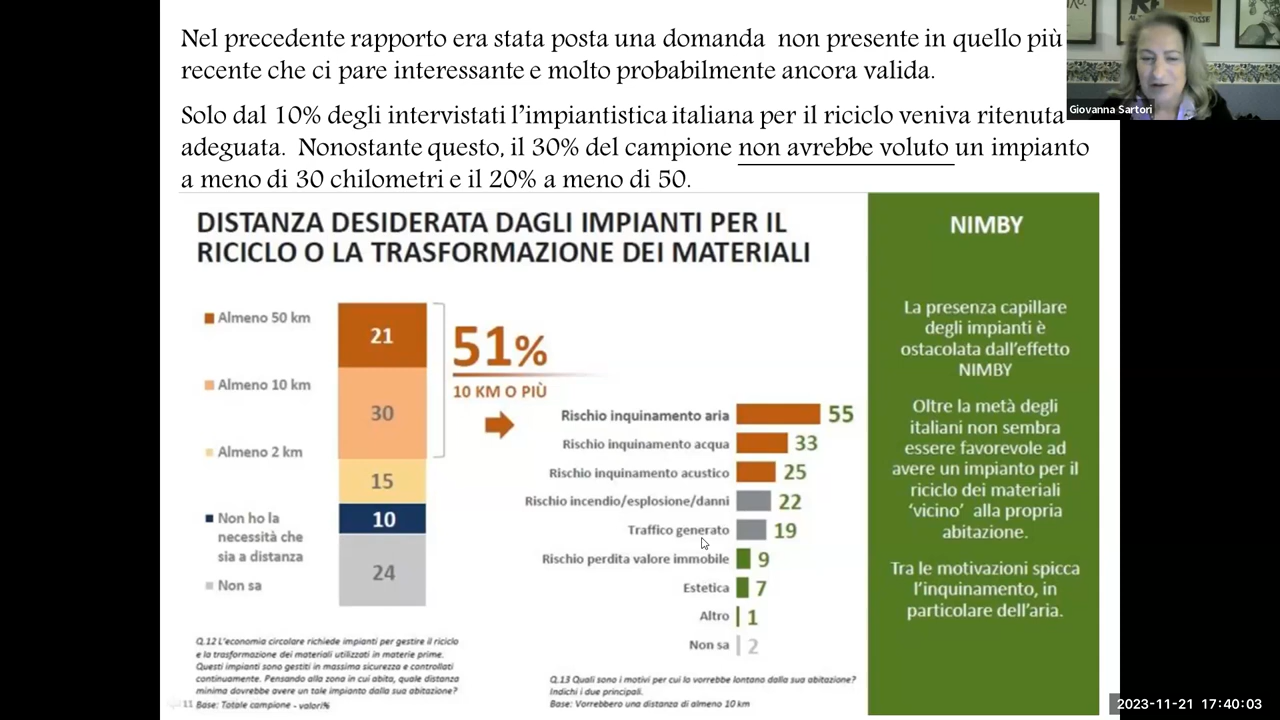 Nel precedente rapporto era stata posta una domanda non presente in quello più
recente che ci pare interessante e molto probabilmente ancora valida.
Solo dal 10% degli intervistati l'impiantistica italiana per il riciclo veniva ritenuta
adeguata. Nonostante questo, il 30% del campione non avrebbe voluto un impianto
a meno di 30 chilometri e il 20% a meno di 50.
Giovanna Sartori
DISTANZA DESIDERATA DAGLI IMPIANTI PER IL
RICICLO O LA TRASFORMAZIONE DEI MATERIALI
Almeno 50 km
Almeno 10 km
Almeno 2 km
Non ho la
necessità che
sia a distanza
Non sa
21
30
15
10
24
51%
10 KM O PIÙ
Rischio inquinamento aria 55
Rischio inquinamento acqua 33
Rischio inquinamento acustico 25
Rischio incendio/esplosione/danni 22
Traffico generato 19
Rischio perdita valore immobile 9
Estetica 7
Altro 1
Non sa 2
Q.12 L'economia circolare richiede impianti per gestire il riciclo
e la trasformazione dei materiali utilizzati in materie prime.
Questi impianti sono gestiti in massima sicurezza e controllati
continuamente. Pensando alla zona in cui abita, quale distanza
minima dovrebbe avere un tale impianto dalla sua abitazione?
Base: Totale campione - valori%
11
Q.13 Quali sono i motivi per cui lo vorrebbe lontano dalla sua abitazione?
Indichi i due principali.
Base: Vorrebbero una distanza di almeno 10 km
NIMBY
La presenza capillare
degli impianti è
ostacolata dall'effetto
NIMBY
Oltre la metà degli
italiani non sembra
essere favorevole ad
avere un impianto per il
riciclo dei materiali
'vicino' alla propria
abitazione.
Tra le motivazioni spicca
l'inquinamento, in
particolare dell'aria.
2023-11-21 17:40:03